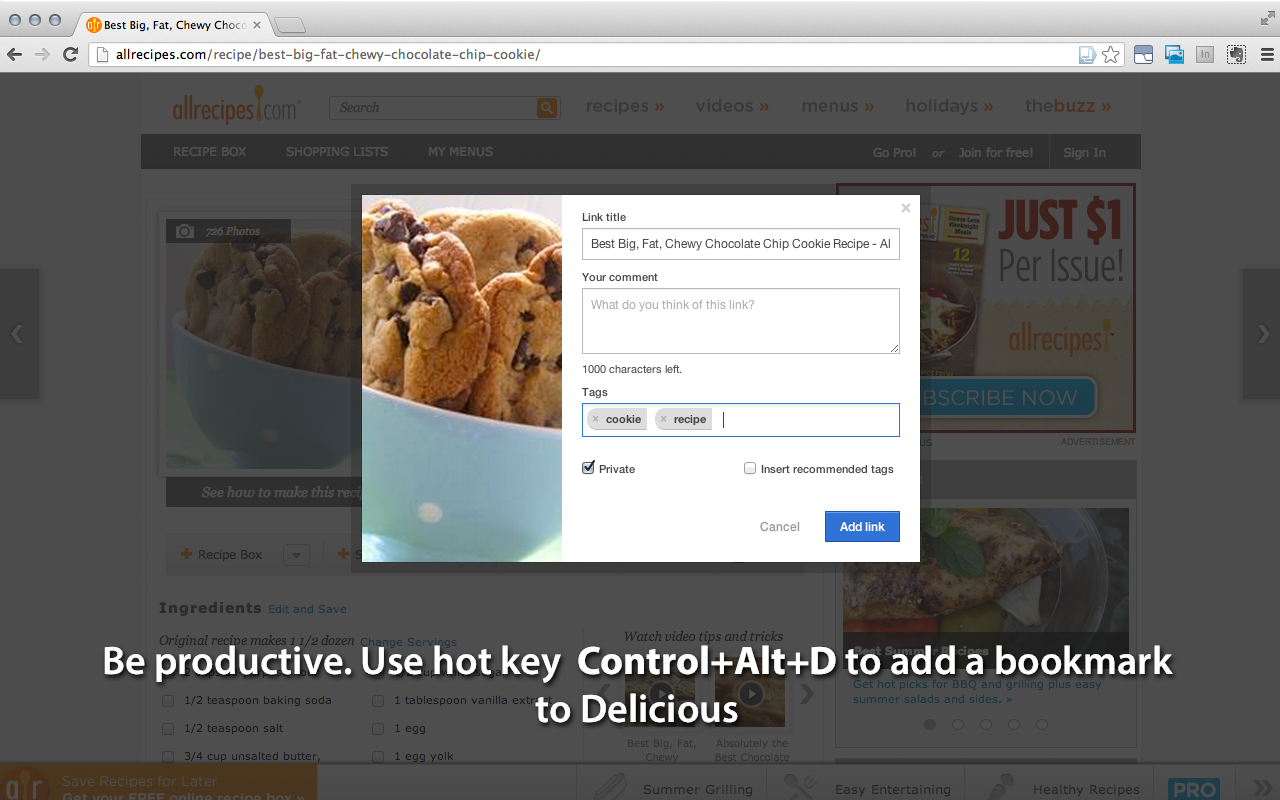 Best Big, Fat, Chewy Choco
allrecipes.com/recipe/best-big-fat-chewy-chocolate-chip-cookie/
allrecipes.com
Search
recipes »
videos »
menus »
holidays »
thebuzz »
RECIPE BOX
SHOPPING LISTS
MY MENUS
Go Pro!
or
Join for free!
Sign In
726 Photos
Link title
Best Big, Fat, Chewy Chocolate Chip Cookie Recipe - Al
Your comment
What do you think of this link?
1000 characters left.
Tags
× cookie
× recipe
Private
Insert recommended tags
Cancel
Add link
Stress-Less
Weeknight
Meals
12
JUST $1
Per Issue!
allrecipes
BSCRIBE NOW
us
ADVERTISEMENT
See how to make this reci
Recipe Box
S
Ingredients Edit and Save
Original recipe makes 1 1/2 dozen Change Servings
Watch video tips and tricks
Best Summer Recipes
Be productive. Use hot key Control+Alt+D to add a bookmark
to Delicious
Get hot picks for BBQ and grilling plus easy
summer salads and sides. »
1/2 teaspoon baking soda
1 tablespoon vanilla extract
1/2 teaspoon salt
1 egg
3/4 cup unsalted butter,
1 egg yolk
Best Big, Fat,
Chewy
Absolutely the
Best Chocolate
ar
Save Recipes for Later
Get your FREE online recipe box »
Summer Grilling
Easy Entertaining
Healthy Recipes
PRO